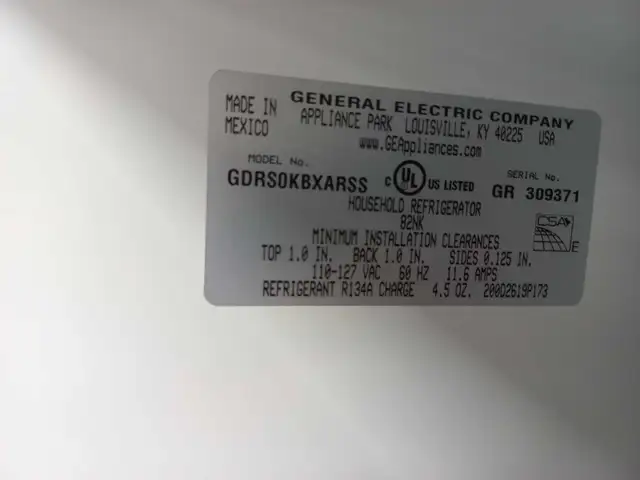 MADE IN MEXICO
GENERAL ELECTRIC COMPANY
APPLIANCE PARK LOUISVILLE, KY 40225 USA
www.GEAppliances.com
MODEL No.
GDRS0KBXARSS
C UL US LISTED
SERIAL No.
GR 309371
HOUSEHOLD REFRIGERATOR
82NK
MINIMUM INSTALLATION CLEARANCES
TOP 1.0 IN. BACK 1.0 IN. SIDES 0.125 IN.
110-127 VAC 60 HZ 11.6 AMPS
REFRIGERANT R134A CHARGE 4.5 OZ. 200D2619P173
CSA
E